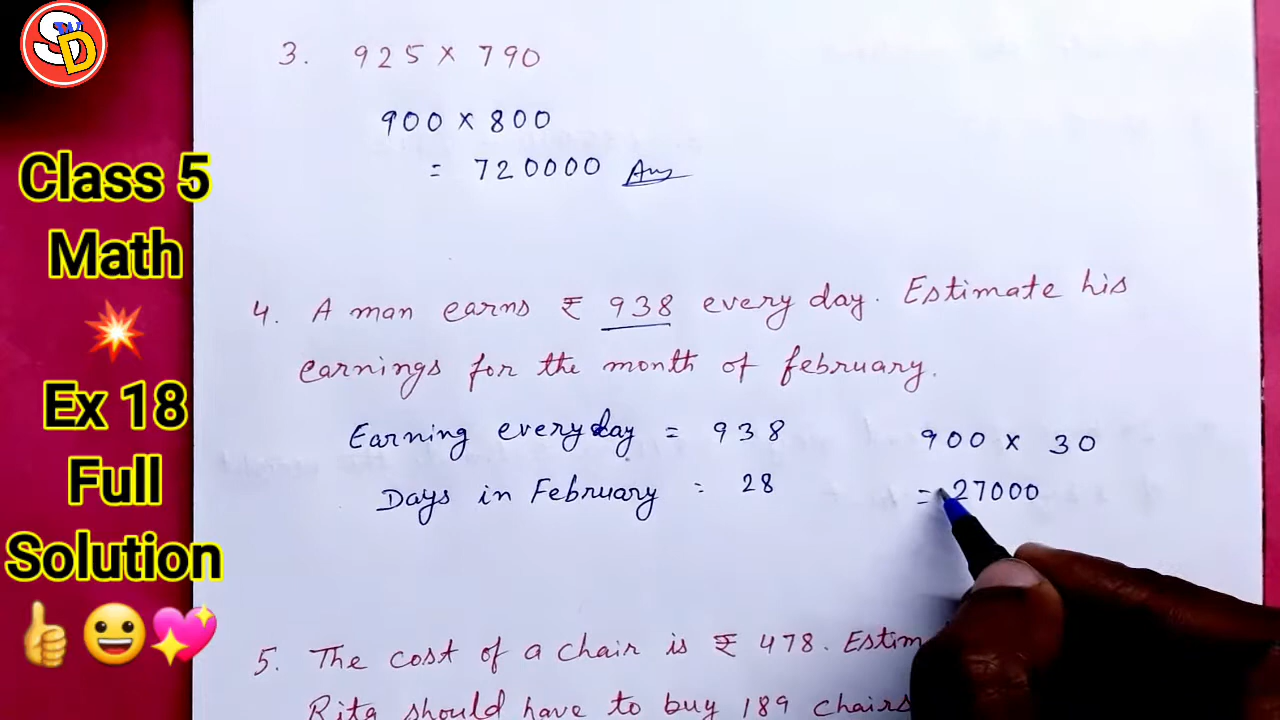 SD
Class 5
Math
Ex 18
Full
Solution
3. 925 × 790
900 × 800
= 720000 Ans
4. A man earns ₹ 938 every day. Estimate his
earnings for the month of february.
Earning everyday = 938
Days in February = 28
900 × 30
= 27000
5. The cost of a chair is ₹ 478. Estim
Rita should have to buy 189 chairs